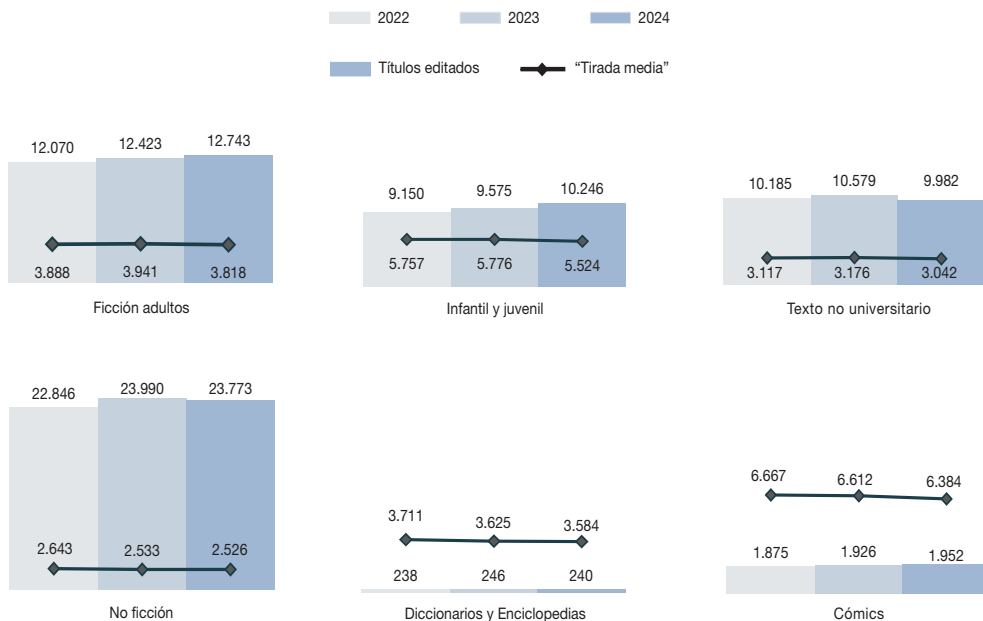 2022 2023 2024
Títulos editados "Tirada media"
12.070 12.423 12.743
3.888 3.941 3.818
Ficción adultos
9.150 9.575 10.246
5.757 5.776 5.524
Infantil y juvenil
10.185 10.579 9.982
3.117 3.176 3.042
Texto no universitario
22.846 23.990 23.773
2.643 2.533 2.526
No ficción
3.711 3.625 3.584
238 246 240
Diccionarios y Enciclopedias
6.667 6.612 6.384
1.875 1.926 1.952
Cómics